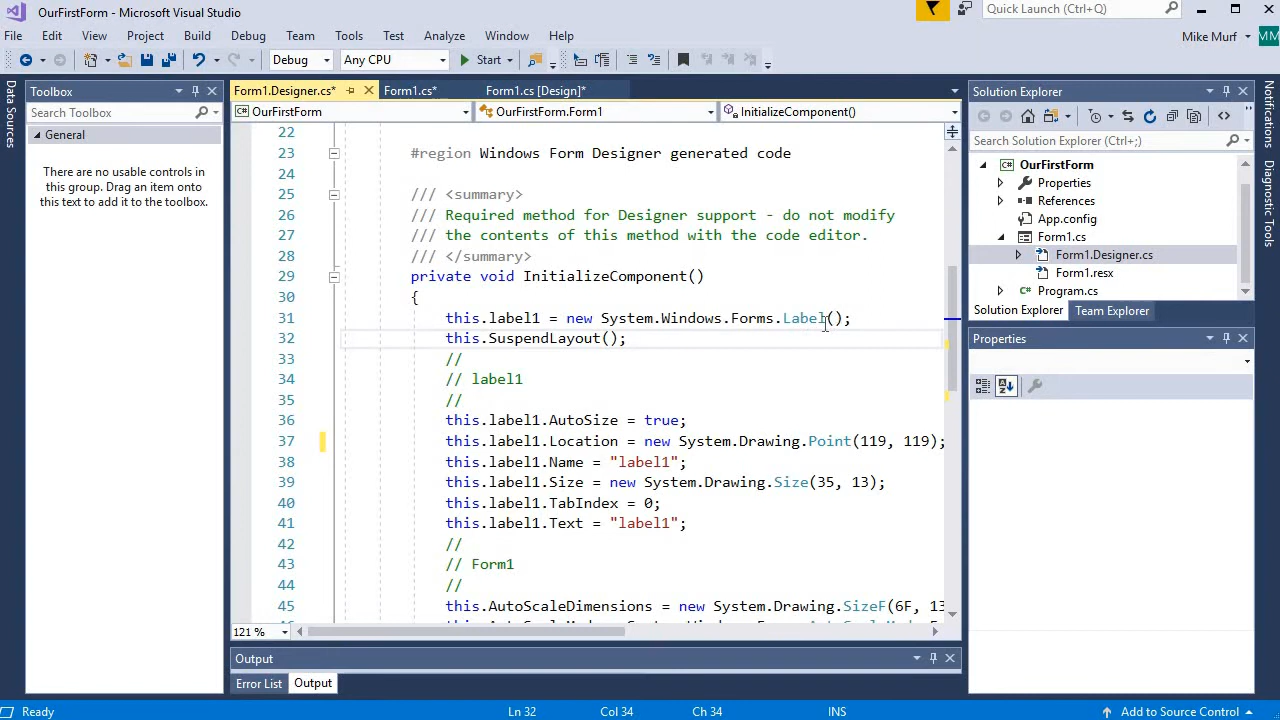 OurFirstForm - Microsoft Visual Studio
Quick Launch (Ctrl+Q)
File Edit View Project Build Debug Team Tools Test Analyze Window Help
Mike Murf
MM
Debug
Any CPU
Start
Data Sources
Toolbox
Search Toolbox
General
There are no usable controls in
this group. Drag an item onto
this text to add it to the toolbox.
Form1.Designer.cs*
Form1.cs*
Form1.cs [Design]*
OurFirstForm
OurFirstForm.Form1
InitializeComponent()
22
23 #region Windows Form Designer generated code
24
25 /// <summary>
26 /// Required method for Designer support - do not modify
27 /// the contents of this method with the code editor.
28 /// </summary>
29 private void InitializeComponent()
30 {
31 this.label1 = new System.Windows.Forms.Label();
32 this.SuspendLayout();
33 //
34 // label1
35 //
36 this.label1.AutoSize = true;
37 this.label1.Location = new System.Drawing.Point(119, 119);
38 this.label1.Name = "label1";
39 this.label1.Size = new System.Drawing.Size(35, 13);
40 this.label1.TabIndex = 0;
41 this.label1.Text = "label1";
42 //
43 // Form1
44 //
45 this.AutoScaleDimensions = new System.Drawing.SizeF(6F, 13
121 %
Output
Error List
Output
Solution Explorer
Search Solution Explorer (Ctrl+;)
OurFirstForm
Properties
References
App.config
Form1.cs
Form1.Designer.cs
Form1.resx
Program.cs
Solution Explorer
Team Explorer
Properties
Notifications
Diagnostic Tools
Ready
Ln 32
Col 34
Ch 34
INS
Add to Source Control